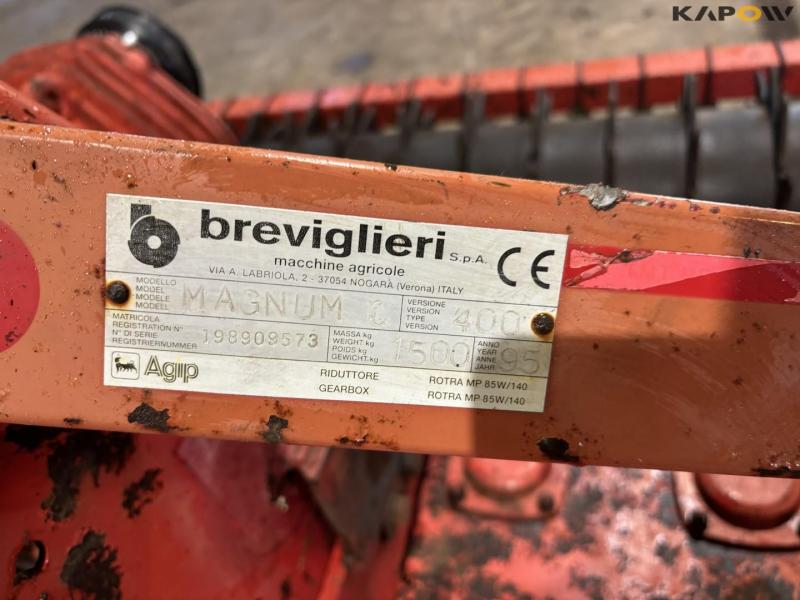 KAPOW
breviglieri S.p.A.
macchine agricole
VIA A. LABRIOLA, 2 - 37054 NOGARÀ (Verona) ITALY
CE
MODELLO
MODEL
MODELE
MODELL
MAGNUM C
VERSIONE
VERSION
TYPE
VERSION
400
MATRICOLA
REGISTRATION N°
N° DI SERIE
REGISTRIERNUMMER
198909573
MASSA kg
WEIGHT kg
POIDS kg
GEWICHT kg
1500
ANNO
YEAR
ANNE
JAHR
95
Agip
RIDUTTORE ROTRA MP 85W/140
GEARBOX ROTRA MP 85W/140